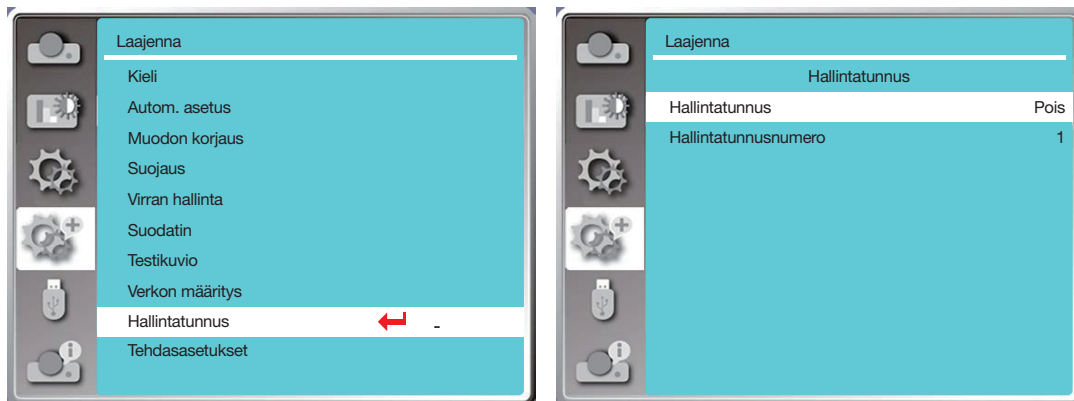 Laajenna
Kieli
Autom. asetus
Muodon korjaus
Suojaus
Virran hallinta
Suodatin
Testikuvio
Verkon määritys
Hallintatunnus -
Tehdasasetukset
Laajenna
Hallintatunnus
Hallintatunnus Pois
Hallintatunnusnumero 1